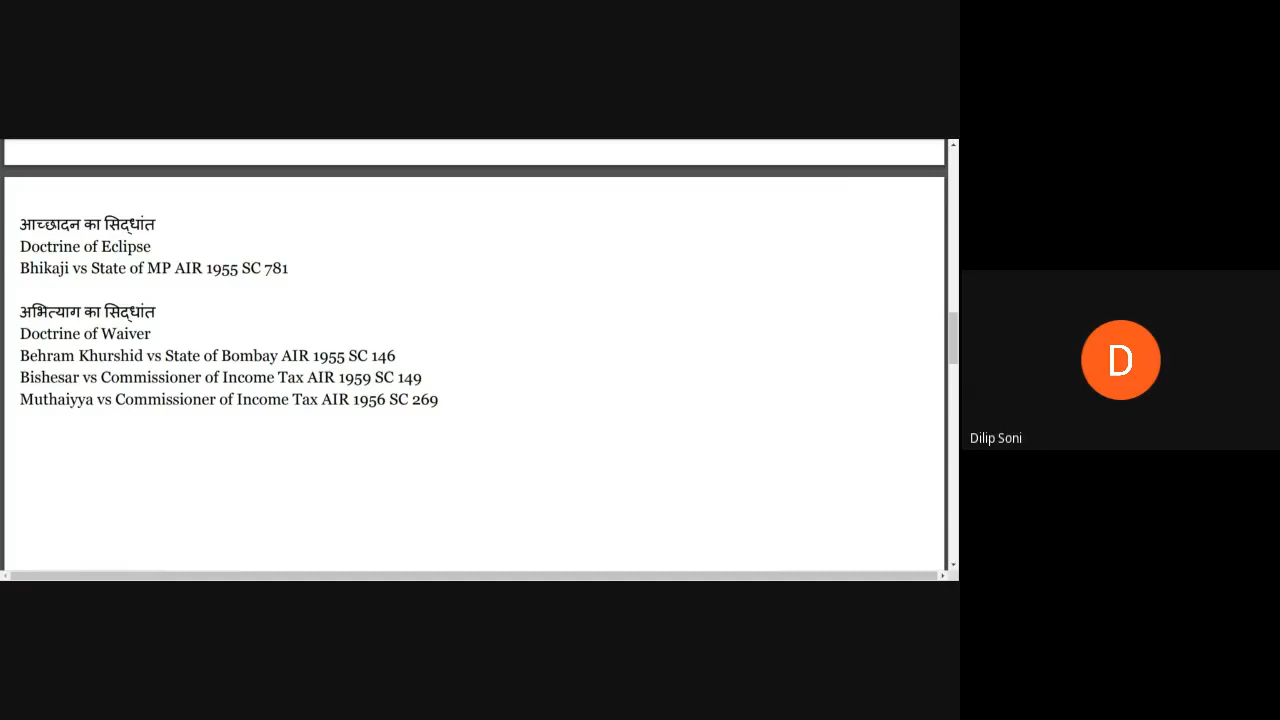 आच्छादन का सिद्धांत
Doctrine of Eclipse
Bhikaji vs State of MP AIR 1955 SC 781
अभित्याग का सिद्धांत
Doctrine of Waiver
Behram Khurshid vs State of Bombay AIR 1955 SC 146
Bishesar vs Commissioner of Income Tax AIR 1959 SC 149
Muthaiyya vs Commissioner of Income Tax AIR 1956 SC 269
D
Dilip Soni